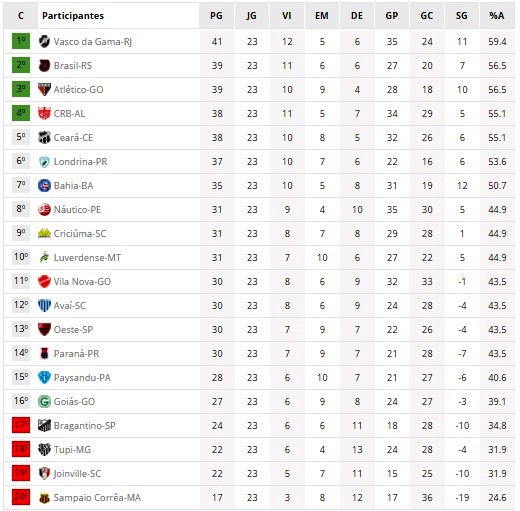 C Participantes PG JG VI EM DE GP GC SG %A
1º Vasco da Gama-RJ 41 23 12 5 6 35 24 11 59.4
2º Brasil-RS 39 23 11 6 6 27 20 7 56.5
3º Atlético-GO 39 23 10 9 4 28 18 10 56.5
4º CRB-AL 38 23 11 5 7 34 29 5 55.1
5º Ceará-CE 38 23 10 8 5 32 26 6 55.1
6º Londrina-PR 37 23 10 7 6 22 16 6 53.6
7º Bahia-BA 35 23 10 5 8 31 19 12 50.7
8º Náutico-PE 31 23 9 4 10 35 30 5 44.9
9º Criciúma-SC 31 23 8 7 8 29 28 1 44.9
10º Luverdense-MT 31 23 7 10 6 27 22 5 44.9
11º Vila Nova-GO 30 23 8 6 9 32 33 -1 43.5
12º Avaí-SC 30 23 8 6 9 24 28 -4 43.5
13º Oeste-SP 30 23 7 9 7 22 26 -4 43.5
14º Paraná-PR 30 23 7 9 7 21 28 -7 43.5
15º Paysandu-PA 28 23 6 10 7 21 27 -6 40.6
16º Goiás-GO 27 23 6 9 8 24 27 -3 39.1
17º Bragantino-SP 24 23 6 6 11 18 28 -10 34.8
18º Tupi-MG 22 23 6 4 13 24 28 -4 31.9
19º Joinville-SC 22 23 5 7 11 15 25 -10 31.9
20º Sampaio Corrêa-MA 17 23 3 8 12 17 36 -19 24.6